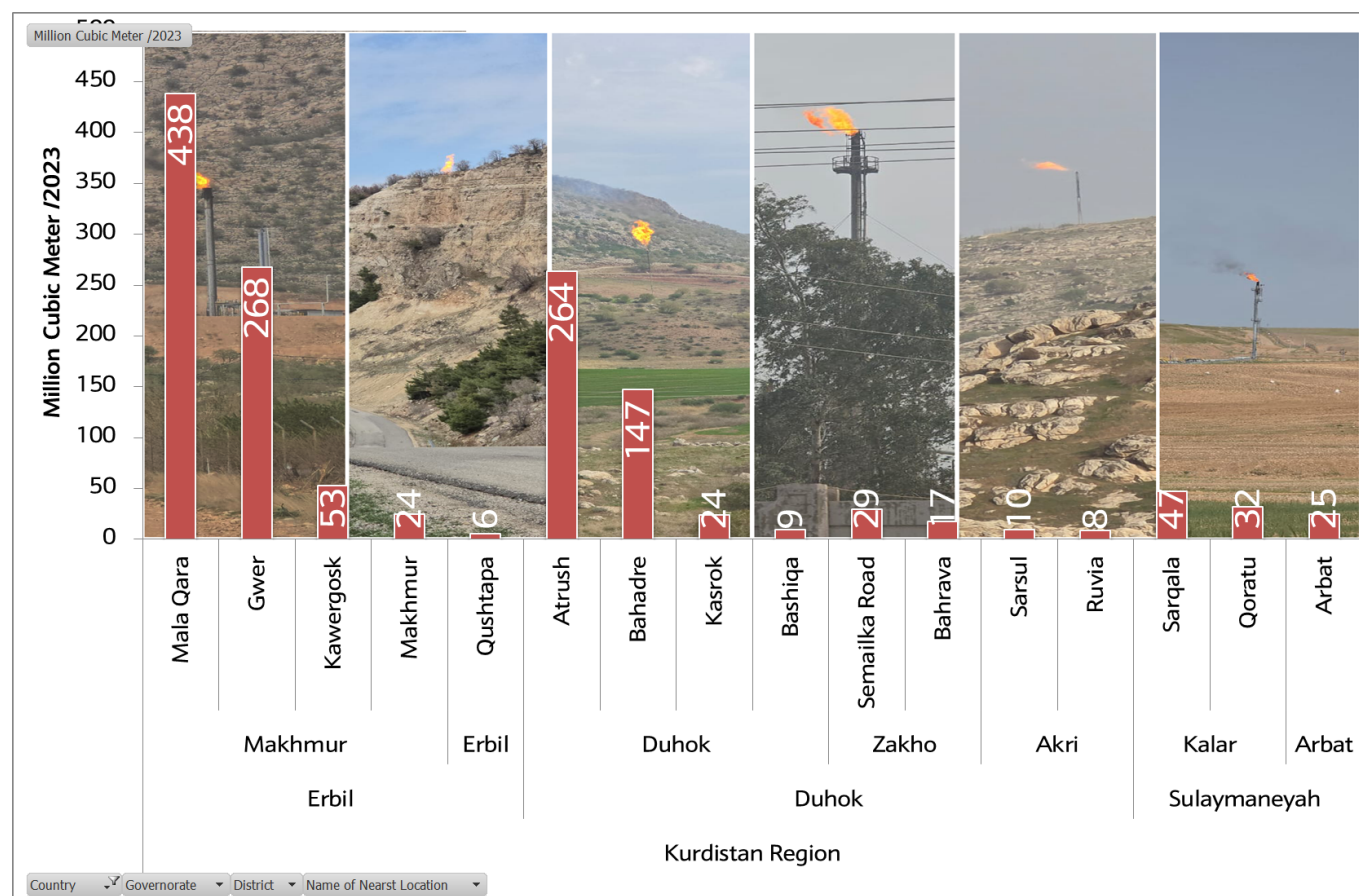 500
Million Cubic Meter /2023
450
400
350
300
250
200
150
100
50
0
Million Cubic Meter /2023
438
268
53
24
6
264
147
24
9
29
17
10
8
47
32
25
Mala Qara
Gwer
Kawergosk
Makhmur
Qushtapa
Atrush
Bahadre
Kasrok
Bashiqa
Semailka Road
Bahrava
Sarsul
Ruvia
Sarqala
Qoratu
Arbat
Makhmur
Erbil
Duhok
Zakho
Akri
Kalar
Arbat
Erbil
Duhok
Sulaymaneyah
Kurdistan Region
Country
Governorate
District
Name of Nearst Location